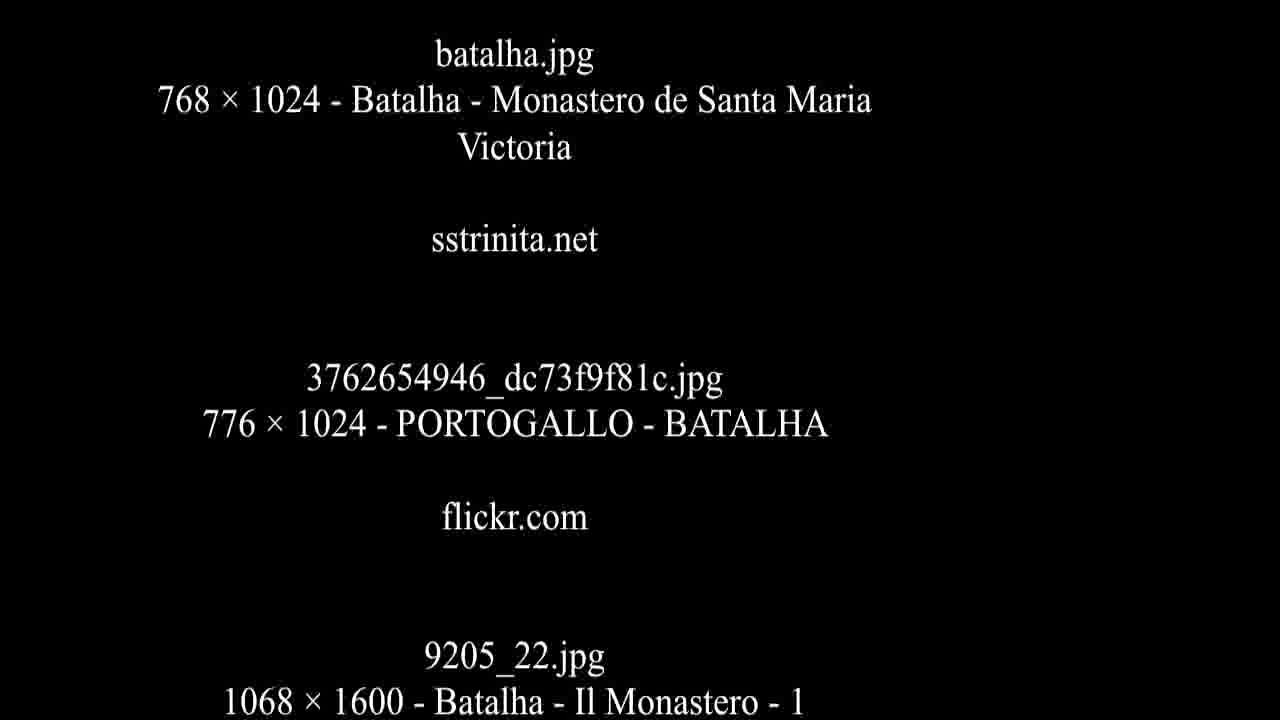 batalha.jpg
768 × 1024 - Batalha - Monastero de Santa Maria
Victoria
sstrinita.net
3762654946_dc73f9f81c.jpg
776 × 1024 - PORTOGALLO - BATALHA
flickr.com
9205_22.jpg
1068 × 1600 - Batalha - Il Monastero - 1